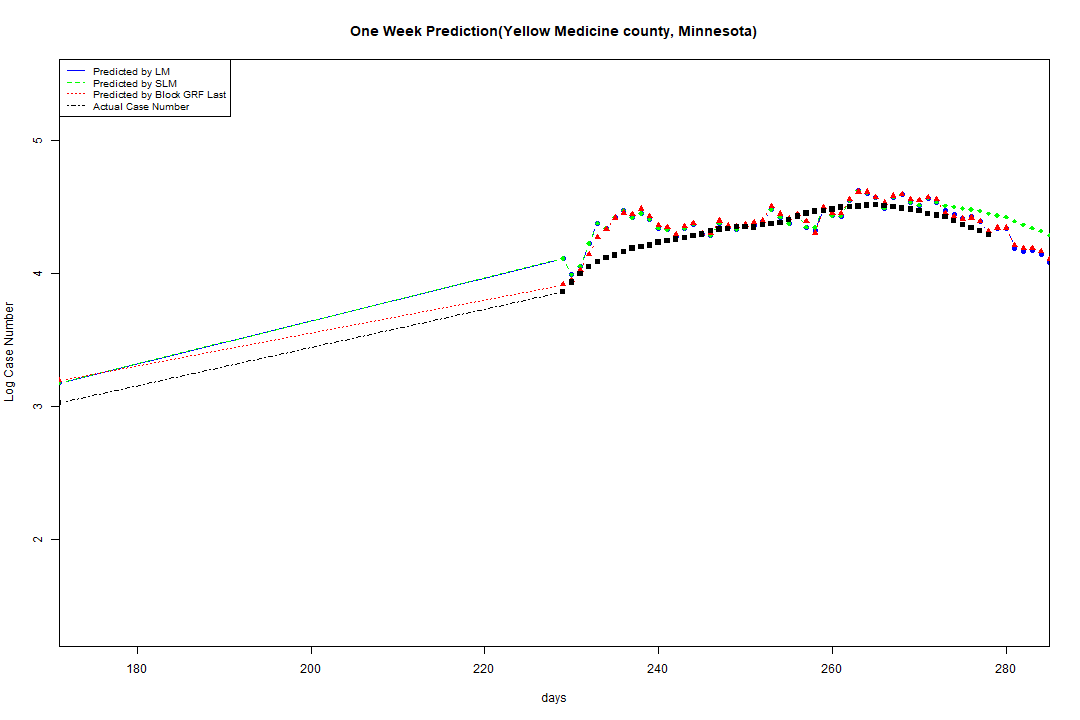 One Week Prediction(Yellow Medicine county, Minnesota)
Predicted by LM
Predicted by SLM
Predicted by Block GRF Last
Actual Case Number
5
4
3
2
Log Case Number
180 200 220 240 260 280
days